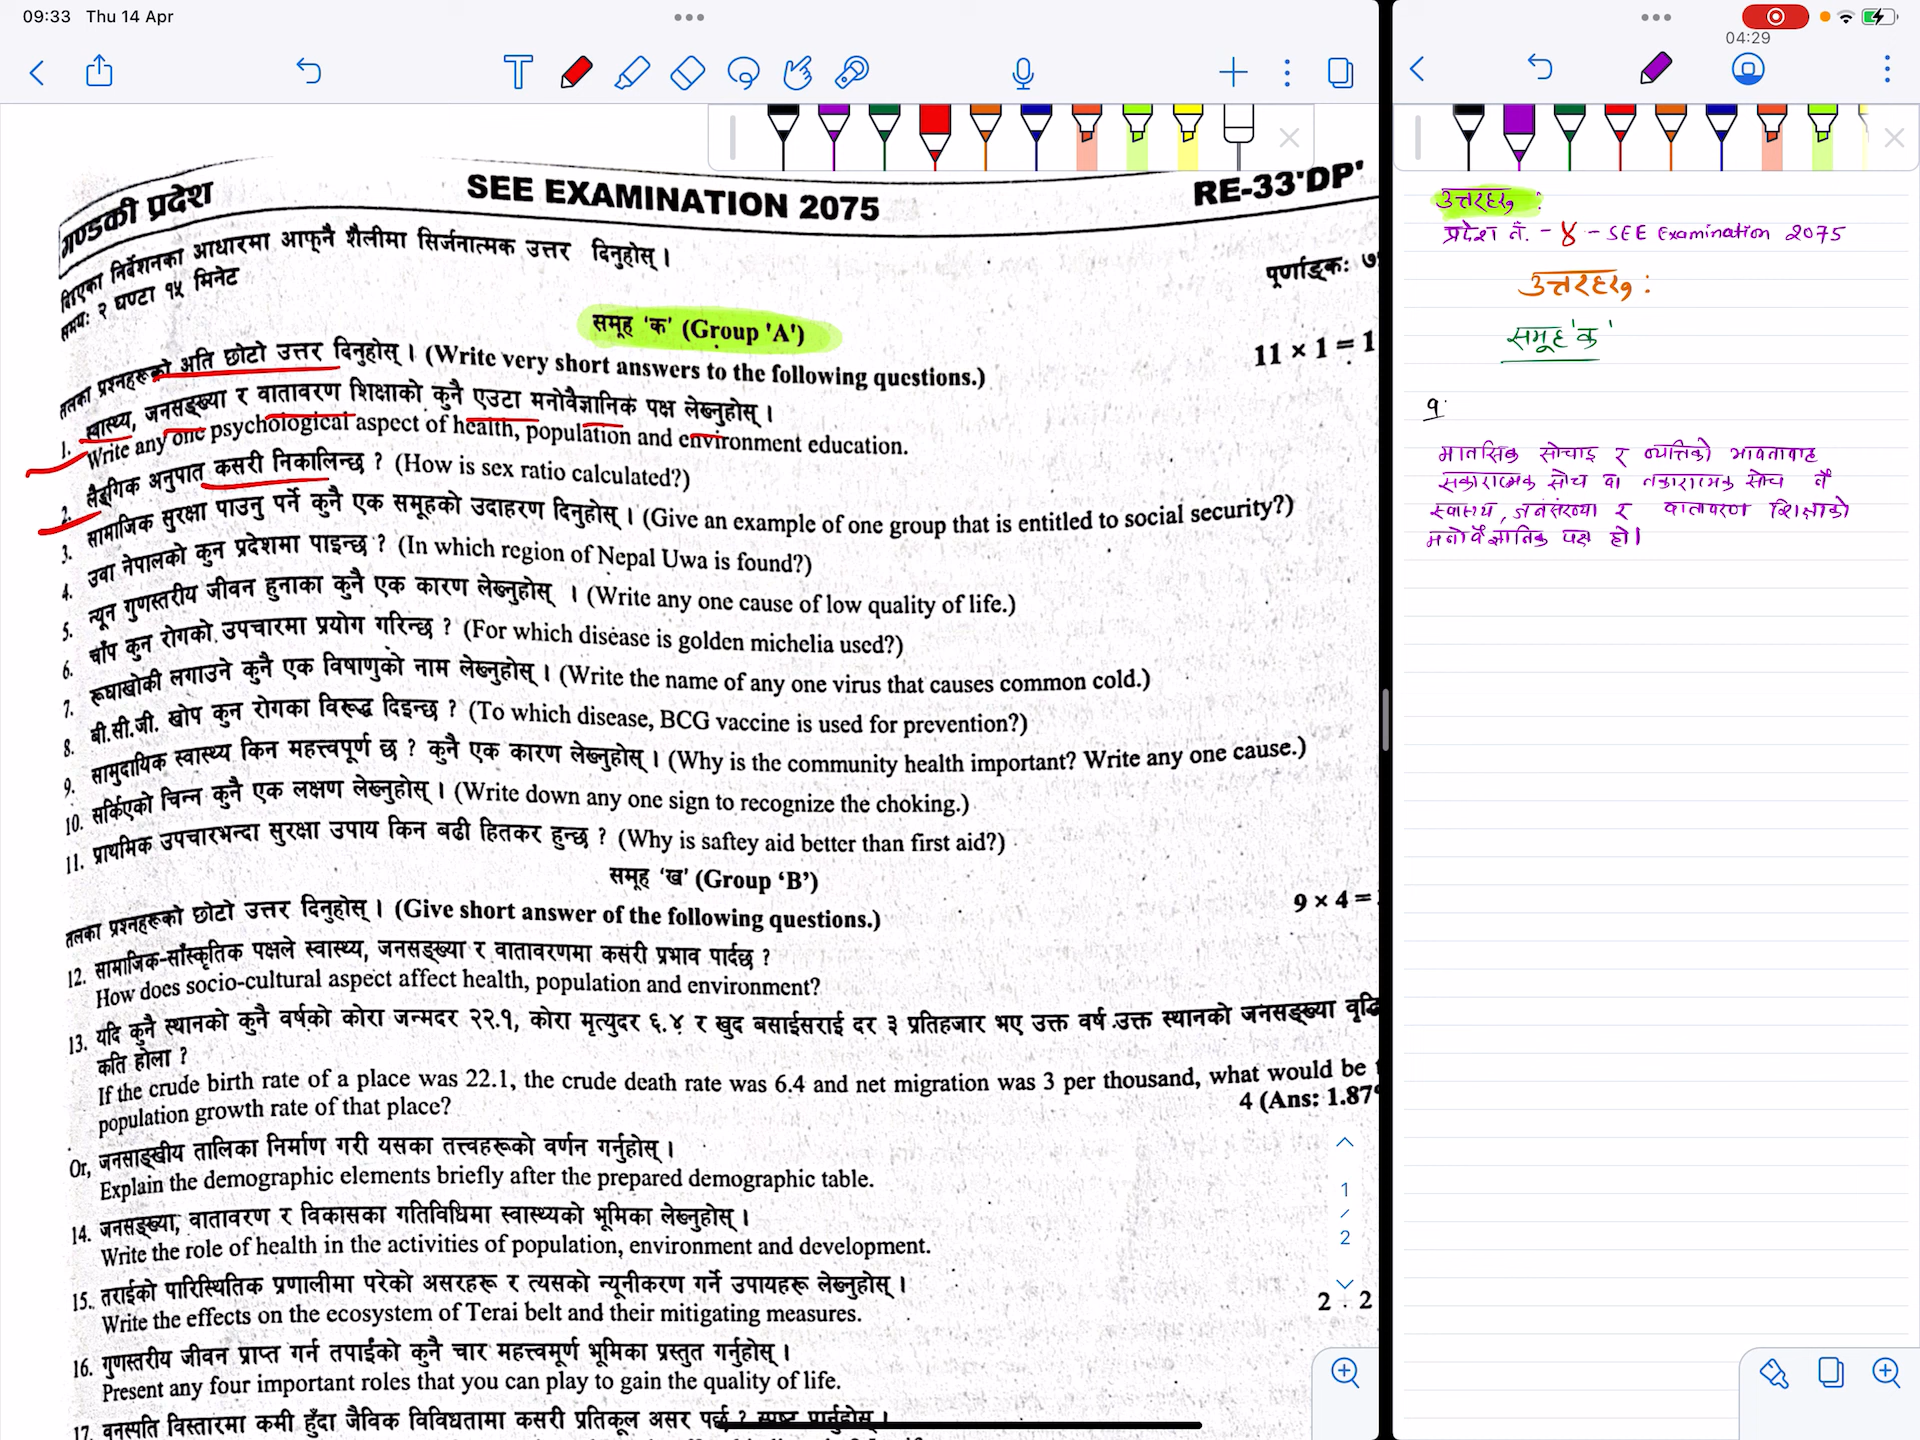 09:33 Thu 14 Apr
04:29
गण्डकी प्रदेश
SEE EXAMINATION 2075
RE-33'DP'
दिइएका निर्देशनका आधारमा आफ्नै शैलीमा सिर्जनात्मक उत्तर दिनुहोस् ।
समय: २ घण्टा १५ मिनेट
पूर्णाङ्क: ७
समूह 'क' (Group 'A')
तलका प्रश्नहरूको अति छोटो उत्तर दिनुहोस् । (Write very short answers to the following questions.)
11 × 1 = 1
1. स्वास्थ्य, जनसङ्ख्या र वातावरण शिक्षाको कुनै एउटा मनोवैज्ञानिक पक्ष लेख्नुहोस् ।
Write any one psychological aspect of health, population and environment education.
2. लैङ्गिक अनुपात कसरी निकालिन्छ ? (How is sex ratio calculated?)
3. सामाजिक सुरक्षा पाउनु पर्ने कुनै एक समूहको उदाहरण दिनुहोस् । (Give an example of one group that is entitled to social security?)
4. उवा नेपालको कुन प्रदेशमा पाइन्छ ? (In which region of Nepal Uwa is found?)
5. न्यून गुणस्तरीय जीवन हुनाका कुनै एक कारण लेख्नुहोस् । (Write any one cause of low quality of life.)
6. चाँप कुन रोगको उपचारमा प्रयोग गरिन्छ ? (For which disease is golden michelia used?)
7. रूघाखोकी लगाउने कुनै एक विषाणुको नाम लेख्नुहोस् । (Write the name of any one virus that causes common cold.)
8. बी.सी.जी. खोप कुन रोगका विरूद्ध दिइन्छ ? (To which disease, BCG vaccine is used for prevention?)
9. सामुदायिक स्वास्थ्य किन महत्त्वपूर्ण छ ? कुनै एक कारण लेख्नुहोस् । (Why is the community health important? Write any one cause.)
10. सर्किएको चिन्न कुनै एक लक्षण लेख्नुहोस् । (Write down any one sign to recognize the choking.)
11. प्राथमिक उपचारभन्दा सुरक्षा उपाय किन बढी हितकर हुन्छ ? (Why is saftey aid better than first aid?)
समूह 'ख' (Group 'B')
तलका प्रश्नहरूको छोटो उत्तर दिनुहोस् । (Give short answer of the following questions.)
9 × 4 =
12. सामाजिक-साँस्कृतिक पक्षले स्वास्थ्य, जनसङ्ख्या र वातावरणमा कसरी प्रभाव पार्दछ ?
How does socio-cultural aspect affect health, population and environment?
13. यदि कुनै स्थानको कुनै वर्षको कोरा जन्मदर २२.१, कोरा मृत्युदर ६.४ र खुद बसाईसराई दर ३ प्रतिहजार भए उक्त वर्ष उक्त स्थानको जनसङ्ख्या वृद्धि
कति होला ?
If the crude birth rate of a place was 22.1, the crude death rate was 6.4 and net migration was 3 per thousand, what would be
population growth rate of that place?
4 (Ans: 1.87
Or, जनसाङ्खीय तालिका निर्माण गरी यसका तत्त्वहरूको वर्णन गर्नुहोस् ।
Explain the demographic elements briefly after the prepared demographic table.
14. जनसङ्ख्या, वातावरण र विकासका गतिविधिमा स्वास्थ्यको भूमिका लेख्नुहोस् ।
Write the role of health in the activities of population, environment and development.
15. तराईको पारिस्थितिक प्रणालीमा परेको असरहरू र त्यसको न्यूनीकरण गर्ने उपायहरू लेख्नुहोस् ।
Write the effects on the ecosystem of Terai belt and their mitigating measures.
2 + 2
16. गुणस्तरीय जीवन प्राप्त गर्न तपाईंको कुनै चार महत्त्वमूर्ण भूमिका प्रस्तुत गर्नुहोस् ।
Present any four important roles that you can play to gain the quality of life.
17. वनस्पति विस्तारमा कमी हुँदा जैविक विविधतामा कसरी प्रतिकूल असर पर्छ ? स्पष्ट पार्नुहोस् ।
1
/
2
उत्तरहरु :
प्रदेश नं. - ४ - SEE Examination 2075
उत्तरहरु :
समूह 'क'
१.
मानसिक सोचाइ र व्यक्तिको भावनावाट
सकारात्मक सोच वा नकारात्मक सोच नै
स्वास्थ्य, जनसंख्या र वातावरण शिक्षाको
मनोवैज्ञानिक पक्ष हो।